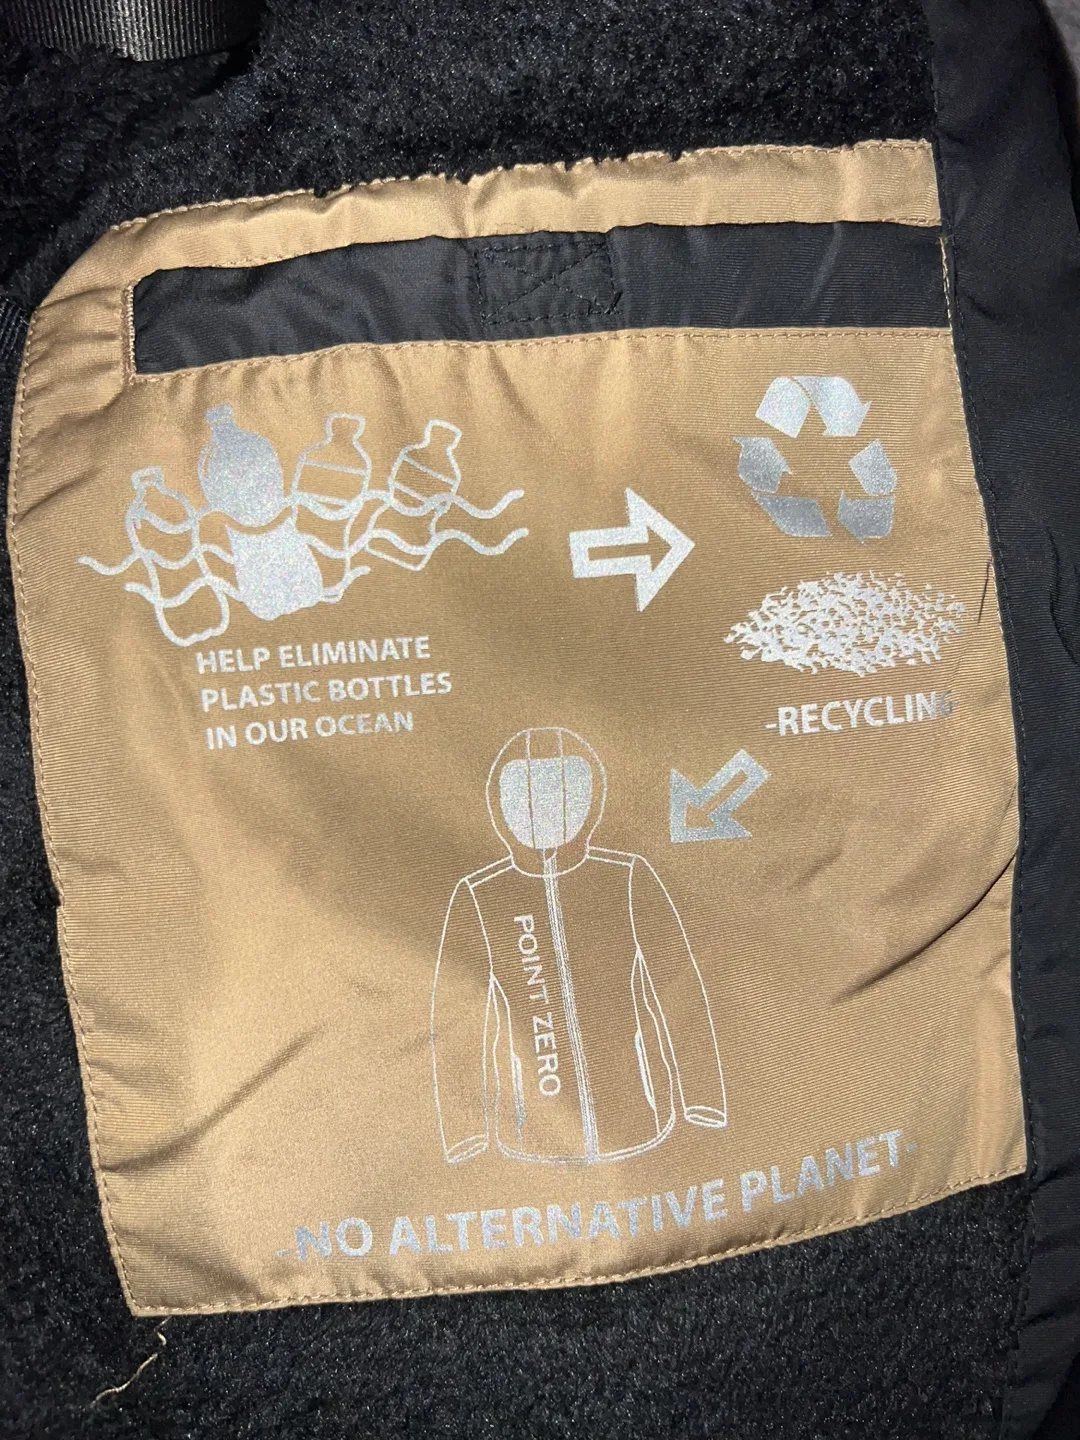 HELP ELIMINATE
PLASTIC BOTTLES
IN OUR OCEAN
-RECYCLING
POINT ZERO
-NO ALTERNATIVE PLANET-